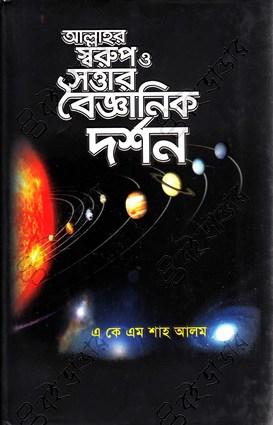 আল্লাহর
স্বরূপ ও
সত্তার
বৈজ্ঞানিক
দর্শন
এ কে এম শাহ আলম